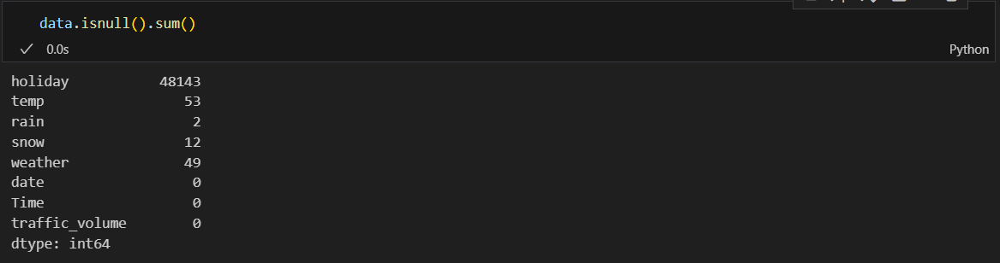 data.isnull().sum()
0.0s
Python
holiday 48143
temp 53
rain 2
snow 12
weather 49
date 0
Time 0
traffic_volume 0
dtype: int64